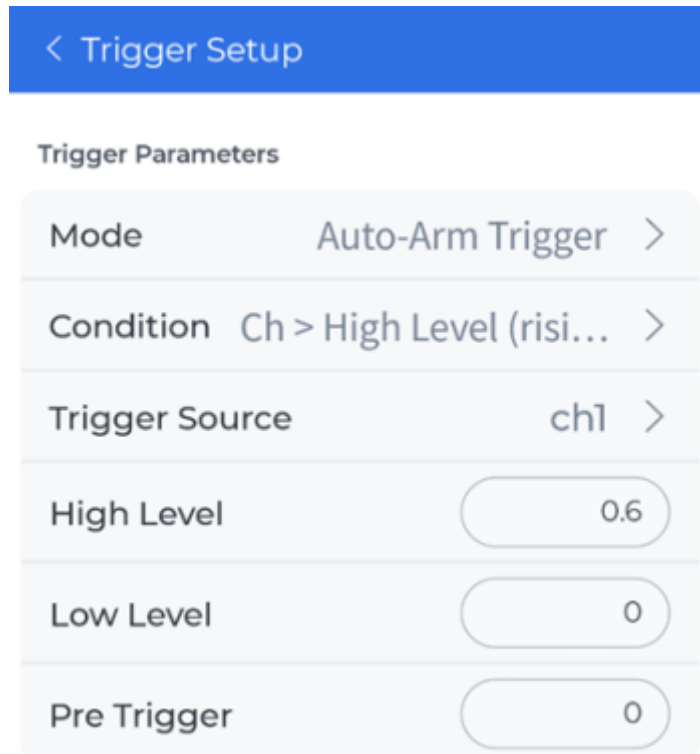 Trigger Setup
Trigger Parameters
Mode Auto-Arm Trigger
Condition Ch > High Level (risi...
Trigger Source ch1
High Level 0.6
Low Level 0
Pre Trigger 0